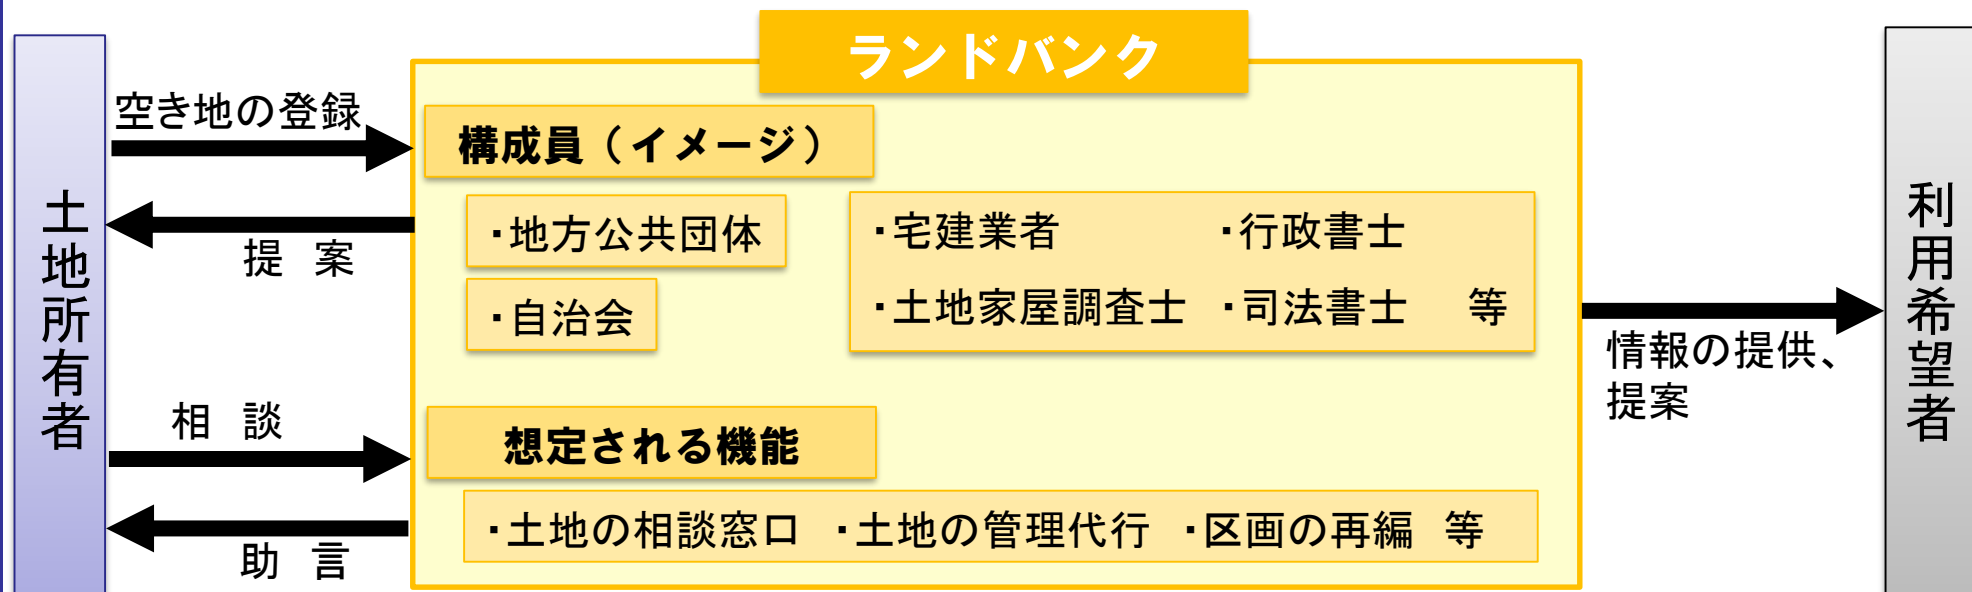 ランドバンク
土地所有者
空き地の登録
提　案
相　談
助　言
構成員（イメージ）
・地方公共団体
・自治会
・宅建業者　・行政書士
・土地家屋調査士　・司法書士　等
想定される機能
・土地の相談窓口　・土地の管理代行　・区画の再編　等
情報の提供、
提案
利用希望者